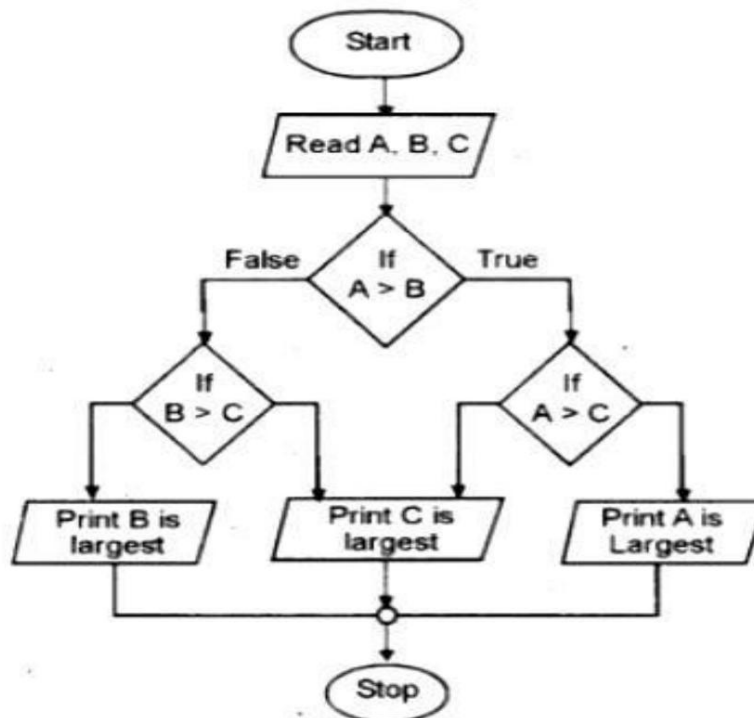 Start
Read A, B, C
False
If
A > B
True
If
B > C
If
A > C
Print B is
largest
Print C is
largest
Print A is
Largest
Stop